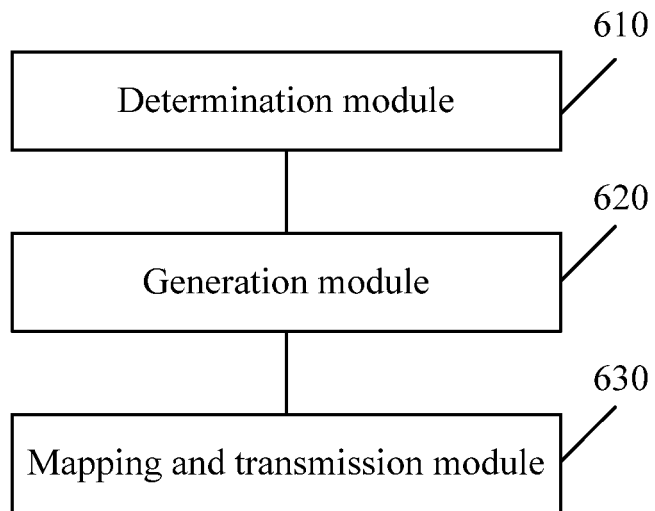 610
Determination module
620
Generation module
630
Mapping and transmission module